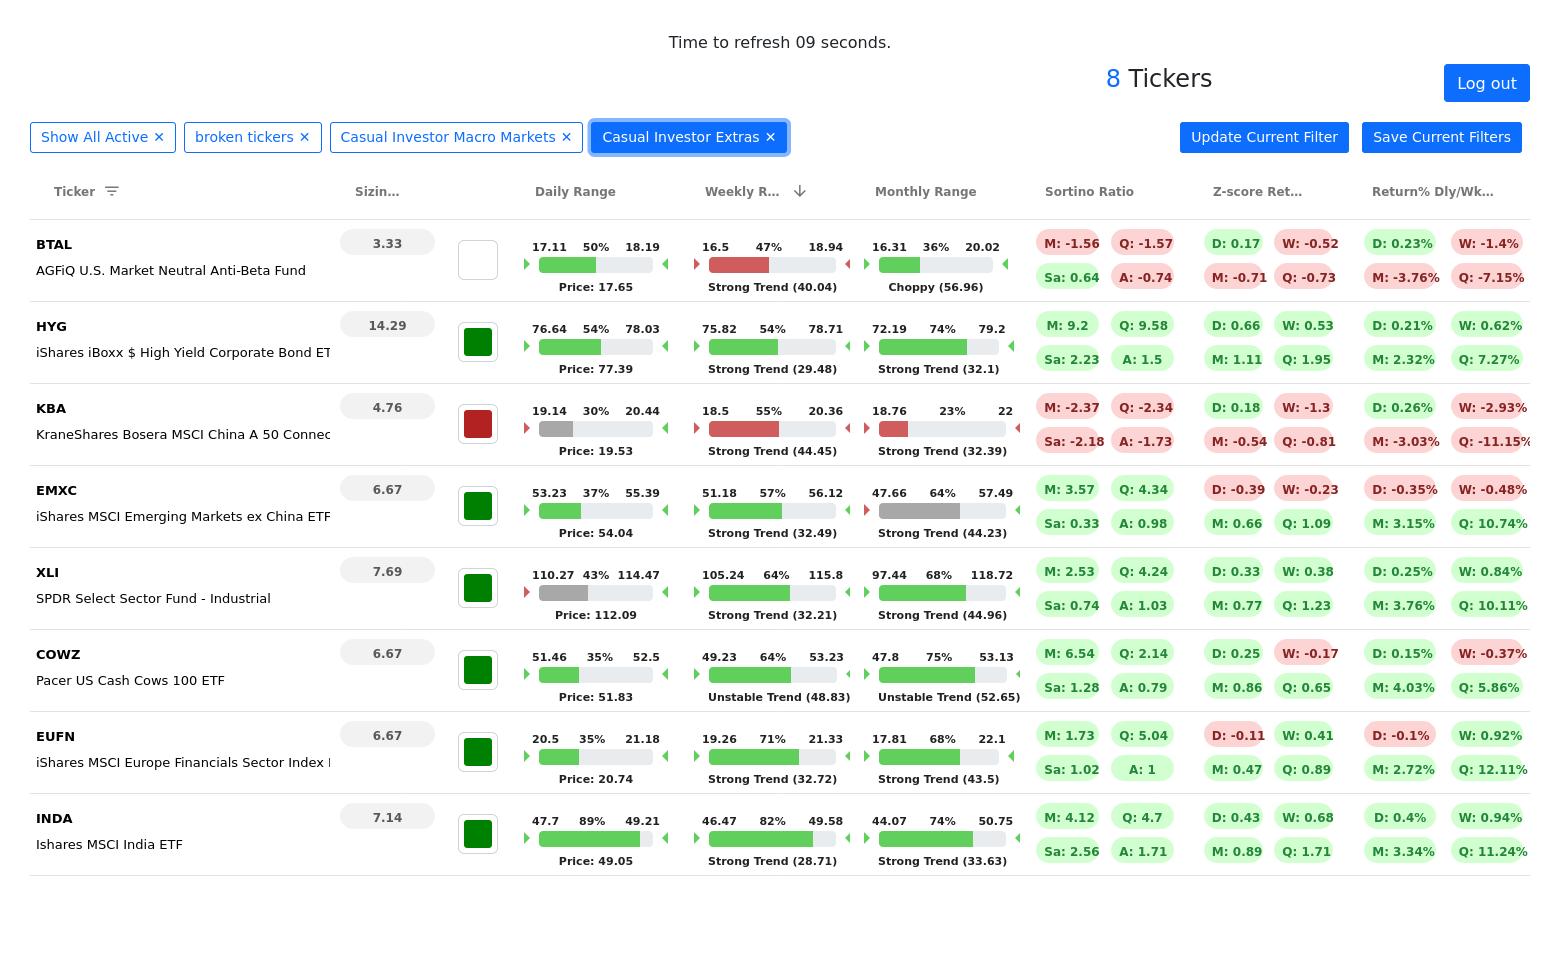 Time to refresh 09 seconds.
8 Tickers
Log out
Show All Active ✕ broken tickers ✕ Casual Investor Macro Markets ✕ Casual Investor Extras ✕ Update Current Filter Save Current Filters
Ticker Sizin… Daily Range Weekly R… Monthly Range Sortino Ratio Z-score Ret… Return% Dly/Wk…
BTAL 3.33 17.11 50% 18.19 16.5 47% 18.94 16.31 36% 20.02 M: -1.56 Q: -1.57 D: 0.17 W: -0.52 D: 0.23% W: -1.4%
AGFiQ U.S. Market Neutral Anti-Beta Fund Sa: 0.64 A: -0.74 M: -0.71 Q: -0.73 M: -3.76% Q: -7.15%
Price: 17.65 Strong Trend (40.04) Choppy (56.96)
HYG 14.29 76.64 54% 78.03 75.82 54% 78.71 72.19 74% 79.2 M: 9.2 Q: 9.58 D: 0.66 W: 0.53 D: 0.21% W: 0.62%
iShares iBoxx $ High Yield Corporate Bond ET Sa: 2.23 A: 1.5 M: 1.11 Q: 1.95 M: 2.32% Q: 7.27%
Price: 77.39 Strong Trend (29.48) Strong Trend (32.1)
KBA 4.76 19.14 30% 20.44 18.5 55% 20.36 18.76 23% 22 M: -2.37 Q: -2.34 D: 0.18 W: -1.3 D: 0.26% W: -2.93%
KraneShares Bosera MSCI China A 50 Connec Sa: -2.18 A: -1.73 M: -0.54 Q: -0.81 M: -3.03% Q: -11.15%
Price: 19.53 Strong Trend (44.45) Strong Trend (32.39)
EMXC 6.67 53.23 37% 55.39 51.18 57% 56.12 47.66 64% 57.49 M: 3.57 Q: 4.34 D: -0.39 W: -0.23 D: -0.35% W: -0.48%
iShares MSCI Emerging Markets ex China ETF Sa: 0.33 A: 0.98 M: 0.66 Q: 1.09 M: 3.15% Q: 10.74%
Price: 54.04 Strong Trend (32.49) Strong Trend (44.23)
XLI 7.69 110.27 43% 114.47 105.24 64% 115.8 97.44 68% 118.72 M: 2.53 Q: 4.24 D: 0.33 W: 0.38 D: 0.25% W: 0.84%
SPDR Select Sector Fund - Industrial Sa: 0.74 A: 1.03 M: 0.77 Q: 1.23 M: 3.76% Q: 10.11%
Price: 112.09 Strong Trend (32.21) Strong Trend (44.96)
COWZ 6.67 51.46 35% 52.5 49.23 64% 53.23 47.8 75% 53.13 M: 6.54 Q: 2.14 D: 0.25 W: -0.17 D: 0.15% W: -0.37%
Pacer US Cash Cows 100 ETF Sa: 1.28 A: 0.79 M: 0.86 Q: 0.65 M: 4.03% Q: 5.86%
Price: 51.83 Unstable Trend (48.83) Unstable Trend (52.65)
EUFN 6.67 20.5 35% 21.18 19.26 71% 21.33 17.81 68% 22.1 M: 1.73 Q: 5.04 D: -0.11 W: 0.41 D: -0.1% W: 0.92%
iShares MSCI Europe Financials Sector Index Sa: 1.02 A: 1 M: 0.47 Q: 0.89 M: 2.72% Q: 12.11%
Price: 20.74 Strong Trend (32.72) Strong Trend (43.5)
INDA 7.14 47.7 89% 49.21 46.47 82% 49.58 44.07 74% 50.75 M: 4.12 Q: 4.7 D: 0.43 W: 0.68 D: 0.4% W: 0.94%
Ishares MSCI India ETF Sa: 2.56 A: 1.71 M: 0.89 Q: 1.71 M: 3.34% Q: 11.24%
Price: 49.05 Strong Trend (28.71) Strong Trend (33.63)